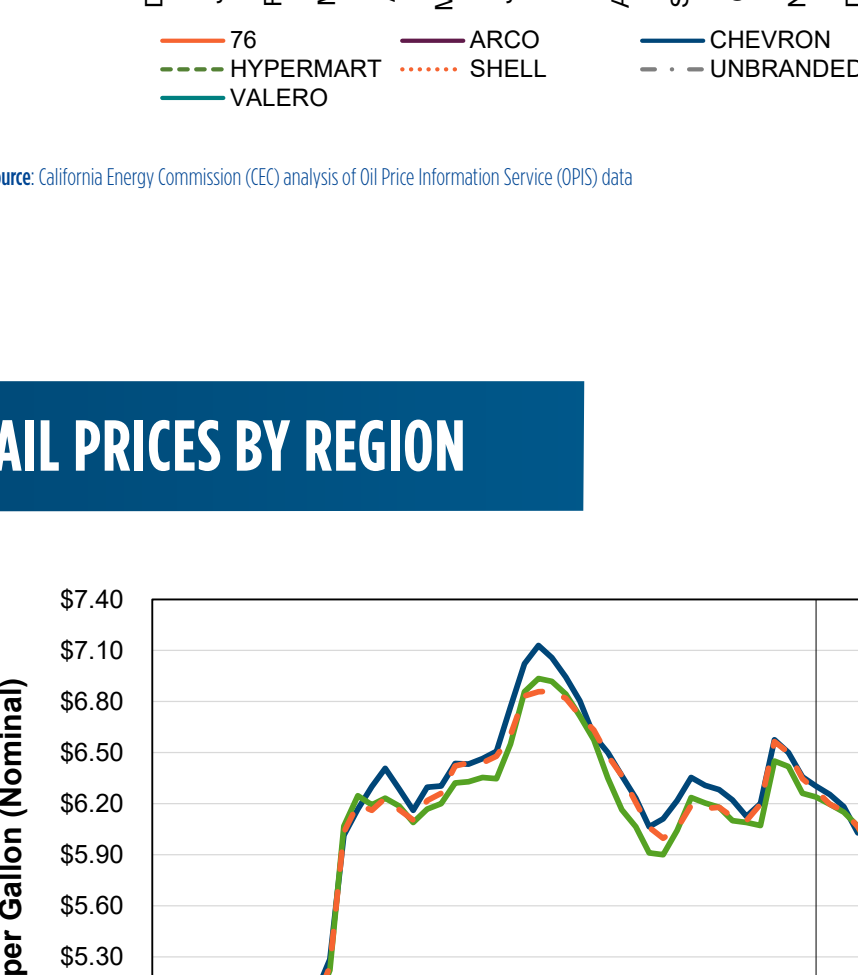 76 ARCO CHEVRON
HYPERMART SHELL UNBRANDED
VALERO
urce: California Energy Commission (CEC) analysis of Oil Price Information Service (OPIS) data
AIL PRICES BY REGION
per Gallon (Nominal)
$7.40
$7.10
$6.80
$6.50
$6.20
$5.90
$5.60
$5.30